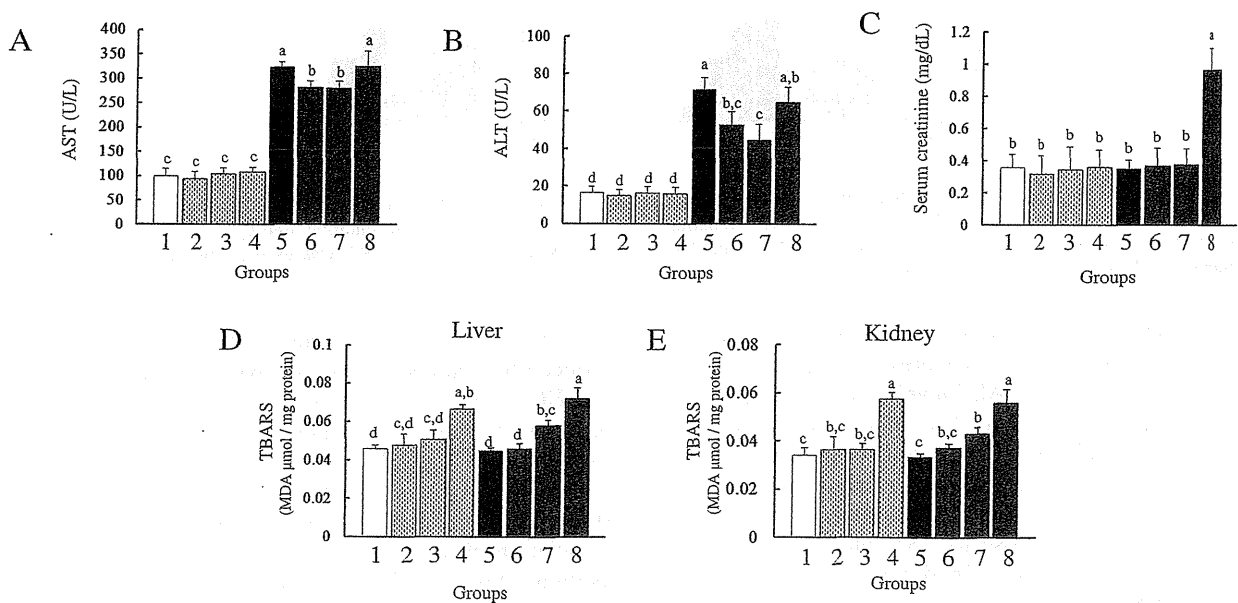 A
AST (U/L)
400
350
300
250
200
150
100
50
0
c c c c a b b a
1 2 3 4 5 6 7 8
Groups
B
ALT (U/L)
100
80
60
40
20
0
d d d d a b,c c a,b
1 2 3 4 5 6 7 8
Groups
C
Serum creatinine (mg/dL)
1.2
1
0.8
0.6
0.4
0.2
0
b b b b b b b a
1 2 3 4 5 6 7 8
Groups
D
Liver
TBARS
(MDA μmol / mg protein)
0.1
0.08
0.06
0.04
0.02
0
d c,d c,d a,b d d b,c a
1 2 3 4 5 6 7 8
Groups
E
Kidney
TBARS
(MDA μmol / mg protein)
0.08
0.06
0.04
0.02
0
c b,c b,c a c b,c b a
1 2 3 4 5 6 7 8
Groups